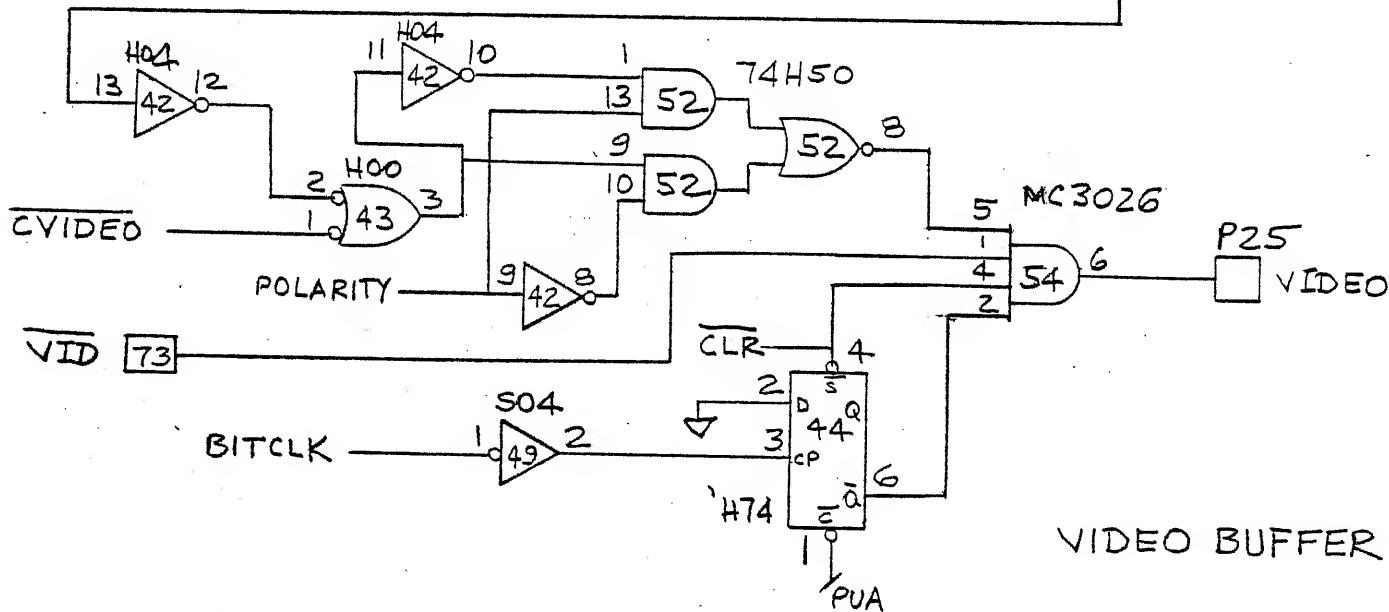 H04
13
42
12
H04
11
42
10
1
13
52
74H50
9
10
52
52
8
H00
2
1
43
3
CVIDEO
POLARITY
9
42
8
VID
73
CLR
5
1
4
2
MC3026
54
6
P25
VIDEO
BITCLK
1
S04
49
2
2
3
4
S
D
Q
44
CP
Q
6
'H74
C
1
PUA
VIDEO BUFFER